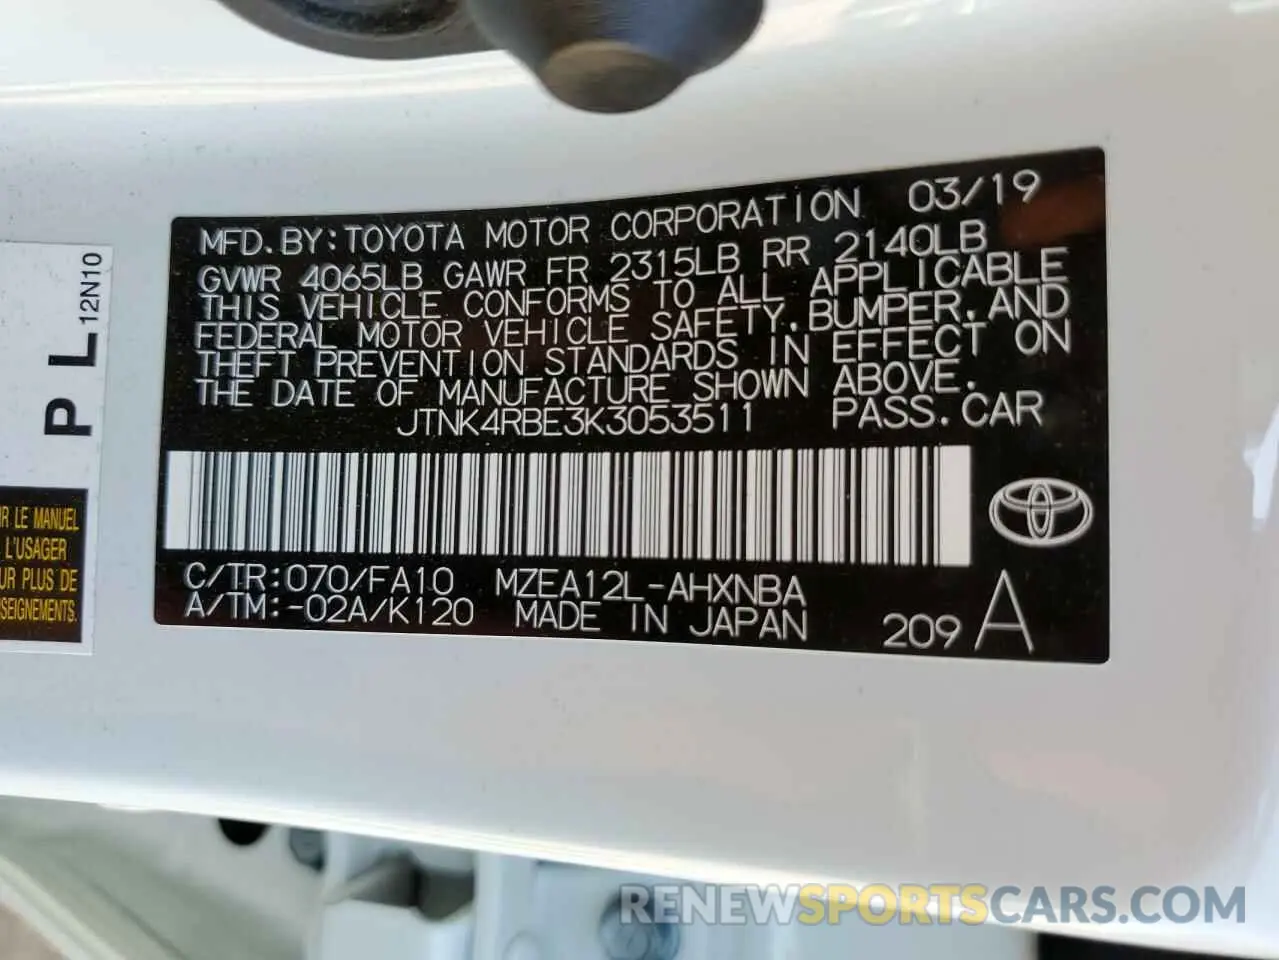 MFD.BY:TOYOTA MOTOR CORPORATION 03/19
GVWR 4065LB GAWR FR 2315LB RR 2140LB
THIS VEHICLE CONFORMS TO ALL APPLICABLE
FEDERAL MOTOR VEHICLE SAFETY,BUMPER,AND
THEFT PREVENTION STANDARDS IN EFFECT ON
THE DATE OF MANUFACTURE SHOWN ABOVE.
JTNK4RBE3K3053511 PASS.CAR
C/TR:070/FA10 MZEA12L-AHXNBA
A/TM:-02A/K120 MADE IN JAPAN 209 A
P L 12N10
LE MANUEL
L'USAGER
PLUS DE
RENEWSPORTSCARS.COM